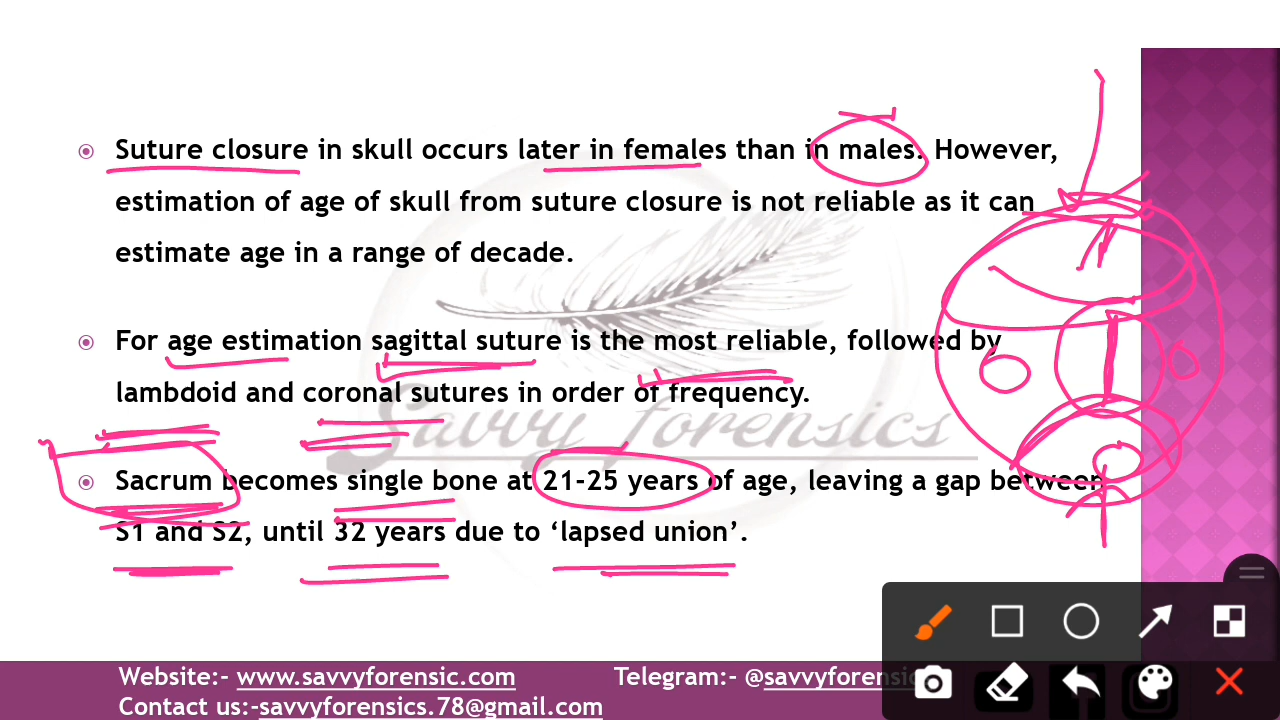 Suture closure in skull occurs later in females than in males. However,
estimation of age of skull from suture closure is not reliable as it can
estimate age in a range of decade.
For age estimation sagittal suture is the most reliable, followed by
lambdoid and coronal sutures in order of frequency.
Savvy forensics
Sacrum becomes single bone at 21-25 years of age, leaving a gap between
S1 and S2, until 32 years due to ‘lapsed union’.
Website:- www.savvyforensic.com Telegram:- @savvyforensic
Contact us:-savvyforensics.78@gmail.com